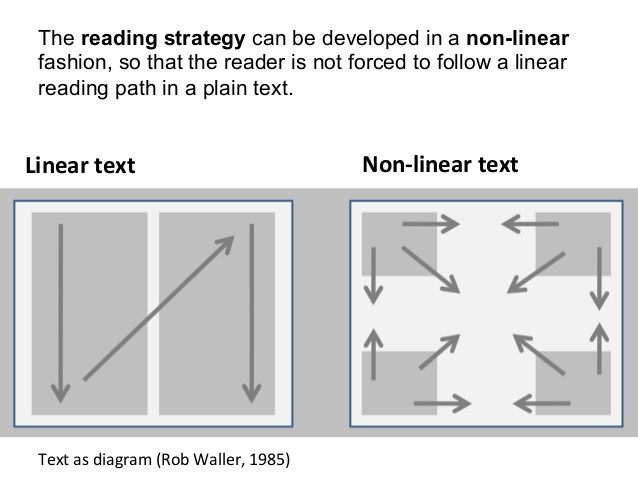 The reading strategy can be developed in a non-linear
fashion, so that the reader is not forced to follow a linear
reading path in a plain text.
Linear text
Non-linear text
Text as diagram (Rob Waller, 1985)